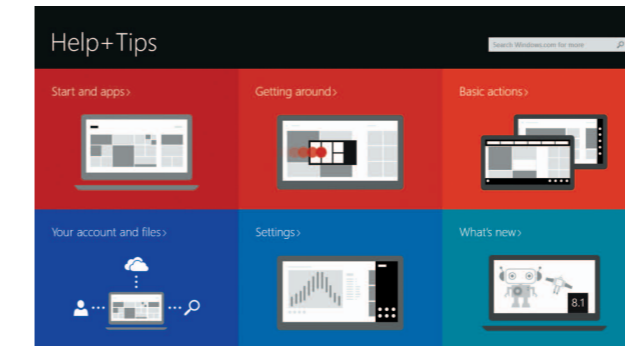 Help+Tips
Search Windows.com for more
Start and apps›
Getting around›
Basic actions›
Your account and files›
Settings›
What's new›
8.1